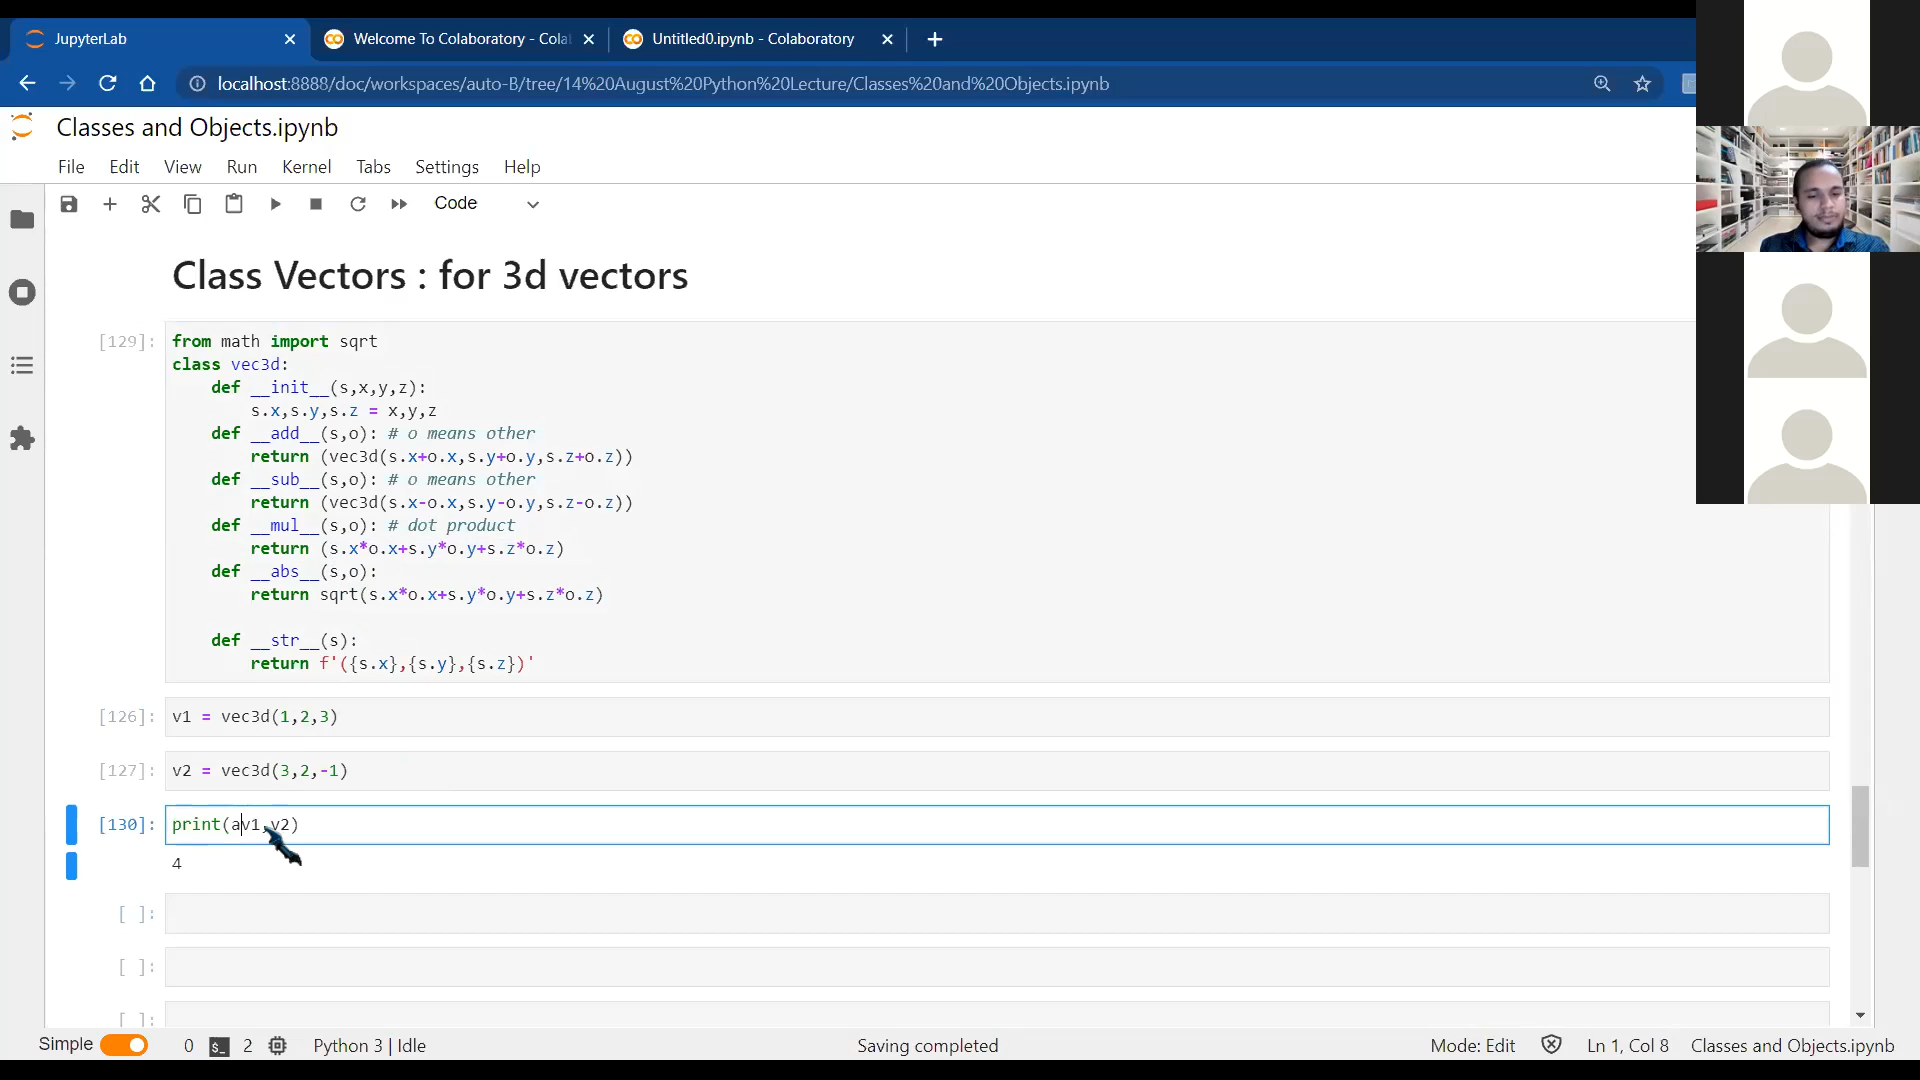 JupyterLab
Welcome To Colaboratory - Cola
Untitled0.ipynb - Colaboratory
localhost:8888/doc/workspaces/auto-B/tree/14%20August%20Python%20Lecture/Classes%20and%20Objects.ipynb
Classes and Objects.ipynb
File Edit View Run Kernel Tabs Settings Help
Code
Class Vectors : for 3d vectors
[129]: from math import sqrt
class vec3d:
    def __init__(s,x,y,z):
        s.x,s.y,s.z = x,y,z
    def __add__(s,o): # o means other
        return (vec3d(s.x+o.x,s.y+o.y,s.z+o.z))
    def __sub__(s,o): # o means other
        return (vec3d(s.x-o.x,s.y-o.y,s.z-o.z))
    def __mul__(s,o): # dot product
        return (s.x*o.x+s.y*o.y+s.z*o.z)
    def __abs__(s,o):
        return sqrt(s.x*o.x+s.y*o.y+s.z*o.z)
    def __str__(s):
        return f'({s.x},{s.y},{s.z})'
[126]: v1 = vec3d(1,2,3)
[127]: v2 = vec3d(3,2,-1)
[130]: print(av1,v2)
4
[ ]:
[ ]:
[ ]:
Simple 0 $_ 2 Python 3 | Idle Saving completed Mode: Edit Ln 1, Col 8 Classes and Objects.ipynb